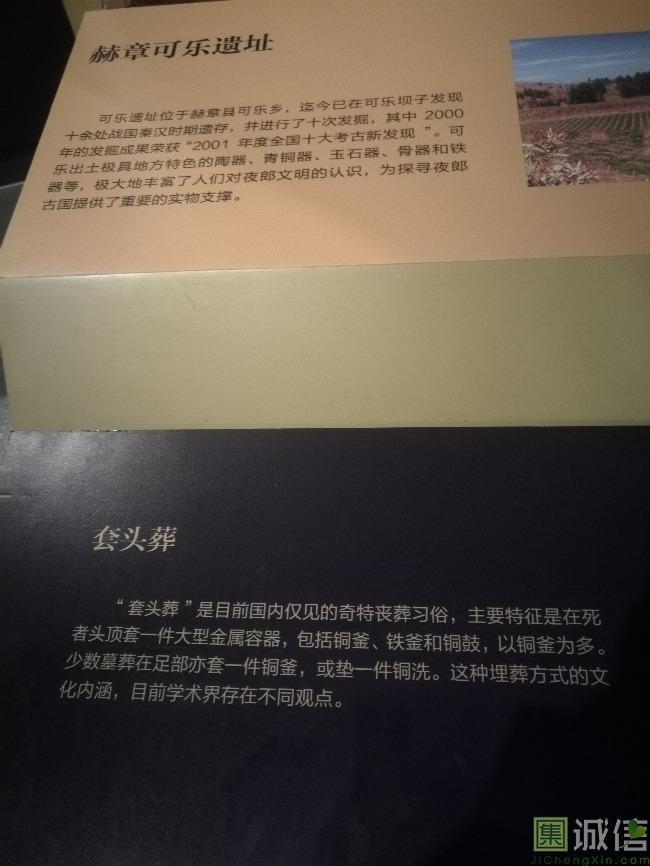 赫章可乐遗址
可乐遗址位于赫章县可乐乡，迄今已在可乐坝子发现
十余处战国秦汉时期遗存，并进行了十次发掘，其中 2000
年的发掘成果荣获“2001 年度全国十大考古新发现 ”。可
乐出土极具地方特色的陶器、青铜器、玉石器、骨器和铁
器等，极大地丰富了人们对夜郎文明的认识，为探寻夜郎
古国提供了重要的实物支撑。
套头葬
“ 套头葬 ”是目前国内仅见的奇特丧葬习俗，主要特征是在死
者头顶套一件大型金属容器，包括铜釜、铁釜和铜鼓，以铜釜为多。
少数墓葬在足部亦套一件铜釜，或垫一件铜洗。这种埋葬方式的文
化内涵，目前学术界存在不同观点。
集 诚信
JiChengXin.com